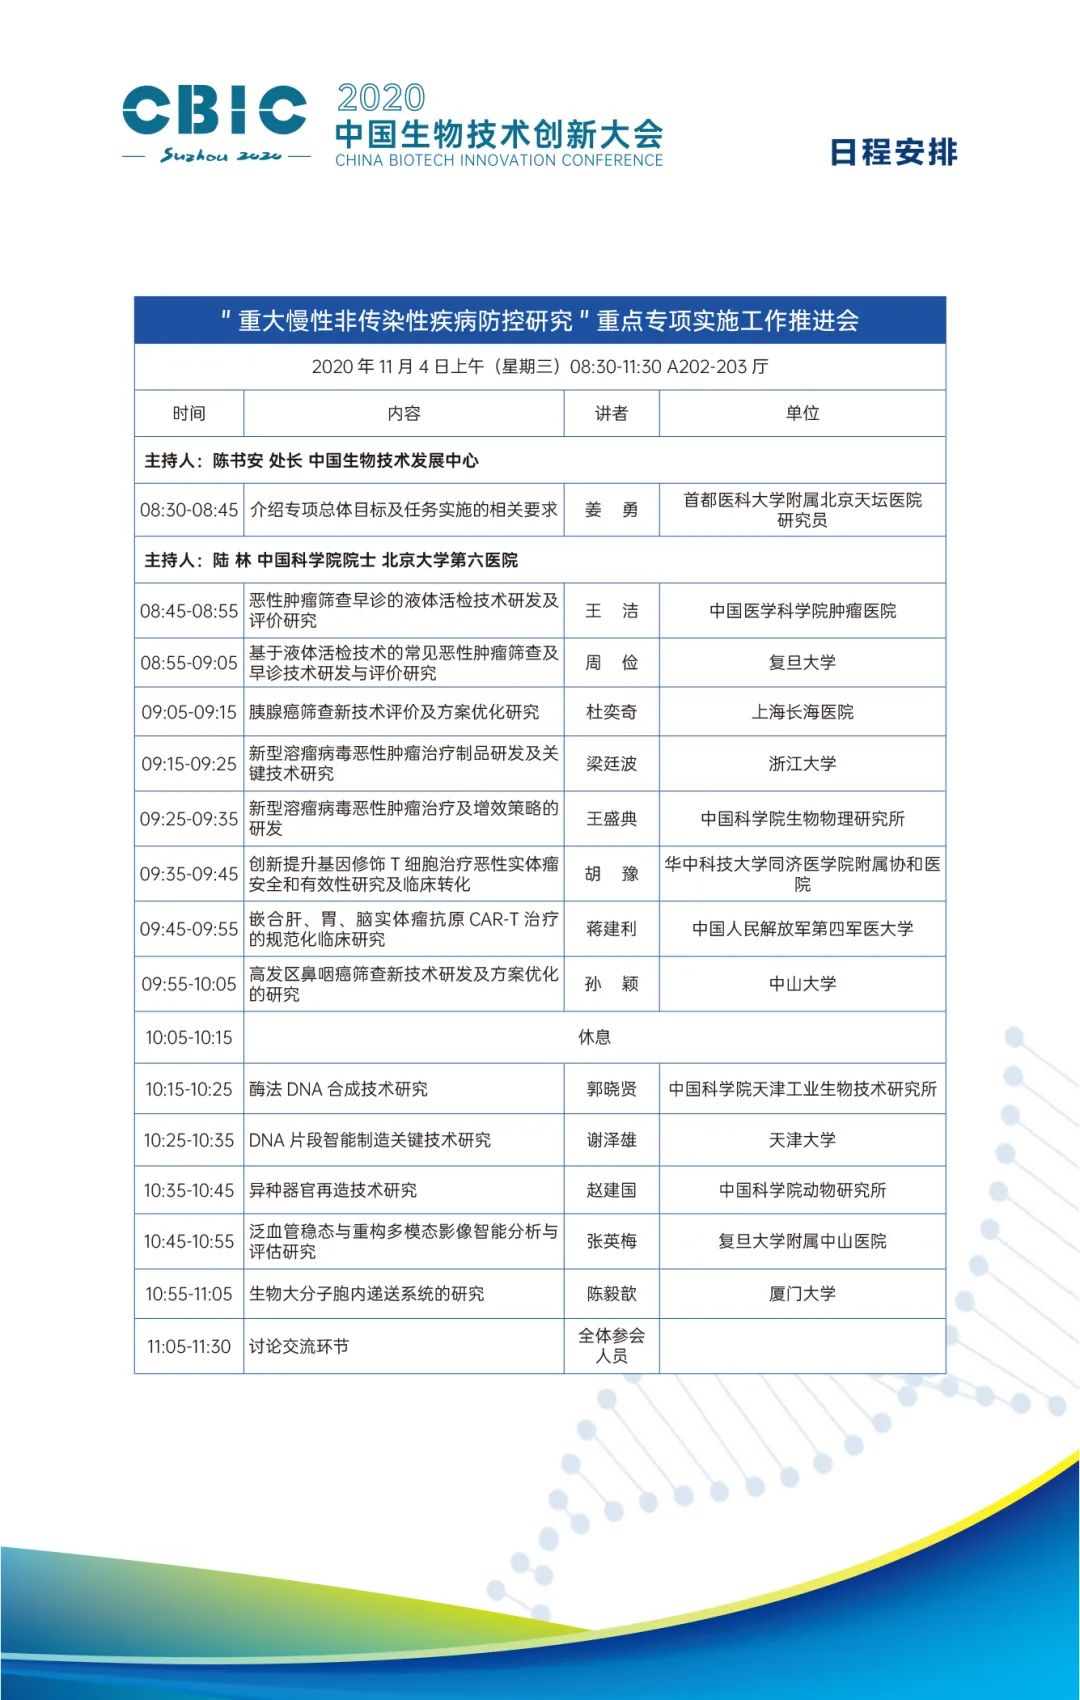 CBIC
Suzhou 2020
2020
中国生物技术创新大会
CHINA BIOTECH INNOVATION CONFERENCE
日程安排
"重大慢性非传染性疾病防控研究"重点专项实施工作推进会
2020 年 11 月 4 日上午（星期三）08:30-11:30 A202-203 厅
时间 内容 讲者 单位
主持人：陈书安 处长 中国生物技术发展中心
08:30-08:45 介绍专项总体目标及任务实施的相关要求 姜 勇 首都医科大学附属北京天坛医院
研究员
主持人：陆 林 中国科学院院士 北京大学第六医院
08:45-08:55 恶性肿瘤筛查早诊的液体活检技术研发及
评价研究 王 洁 中国医学科学院肿瘤医院
08:55-09:05 基于液体活检技术的常见恶性肿瘤筛查及
早诊技术研发与评价研究 周 俭 复旦大学
09:05-09:15 胰腺癌筛查新技术评价及方案优化研究 杜奕奇 上海长海医院
09:15-09:25 新型溶瘤病毒恶性肿瘤治疗制品研发及关
键技术研究 梁廷波 浙江大学
09:25-09:35 新型溶瘤病毒恶性肿瘤治疗及增效策略的
研发 王盛典 中国科学院生物物理研究所
09:35-09:45 创新提升基因修饰 T 细胞治疗恶性实体瘤
安全和有效性研究及临床转化 胡 豫 华中科技大学同济医学院附属协和医
院
09:45-09:55 嵌合肝、胃、脑实体瘤抗原 CAR-T 治疗
的规范化临床研究 蒋建利 中国人民解放军第四军医大学
09:55-10:05 高发区鼻咽癌筛查新技术研发及方案优化
的研究 孙 颖 中山大学
10:05-10:15 休息
10:15-10:25 酶法 DNA 合成技术研究 郭晓贤 中国科学院天津工业生物技术研究所
10:25-10:35 DNA 片段智能制造关键技术研究 谢泽雄 天津大学
10:35-10:45 异种器官再造技术研究 赵建国 中国科学院动物研究所
10:45-10:55 泛血管稳态与重构多模态影像智能分析与
评估研究 张英梅 复旦大学附属中山医院
10:55-11:05 生物大分子胞内递送系统的研究 陈毅歆 厦门大学
11:05-11:30 讨论交流环节 全体参会
人员